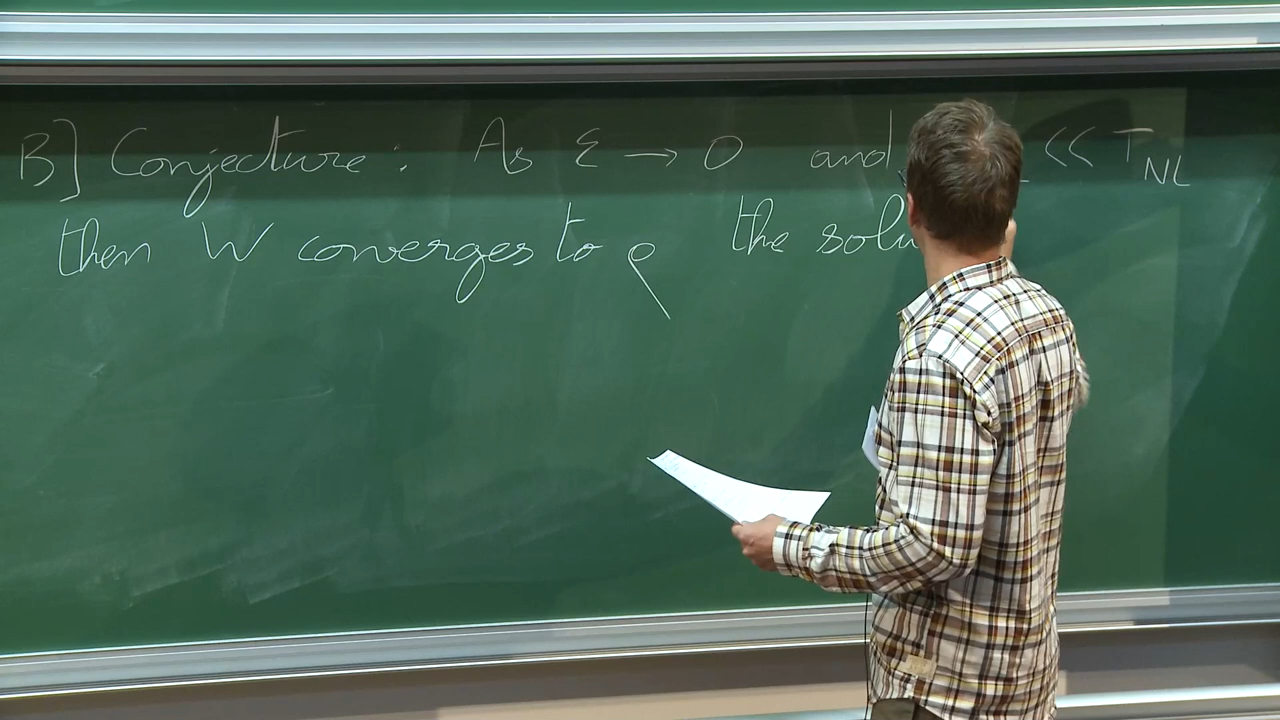 B] Conjecture : As ε → 0 and << T_NL
then W converges to ρ the solu